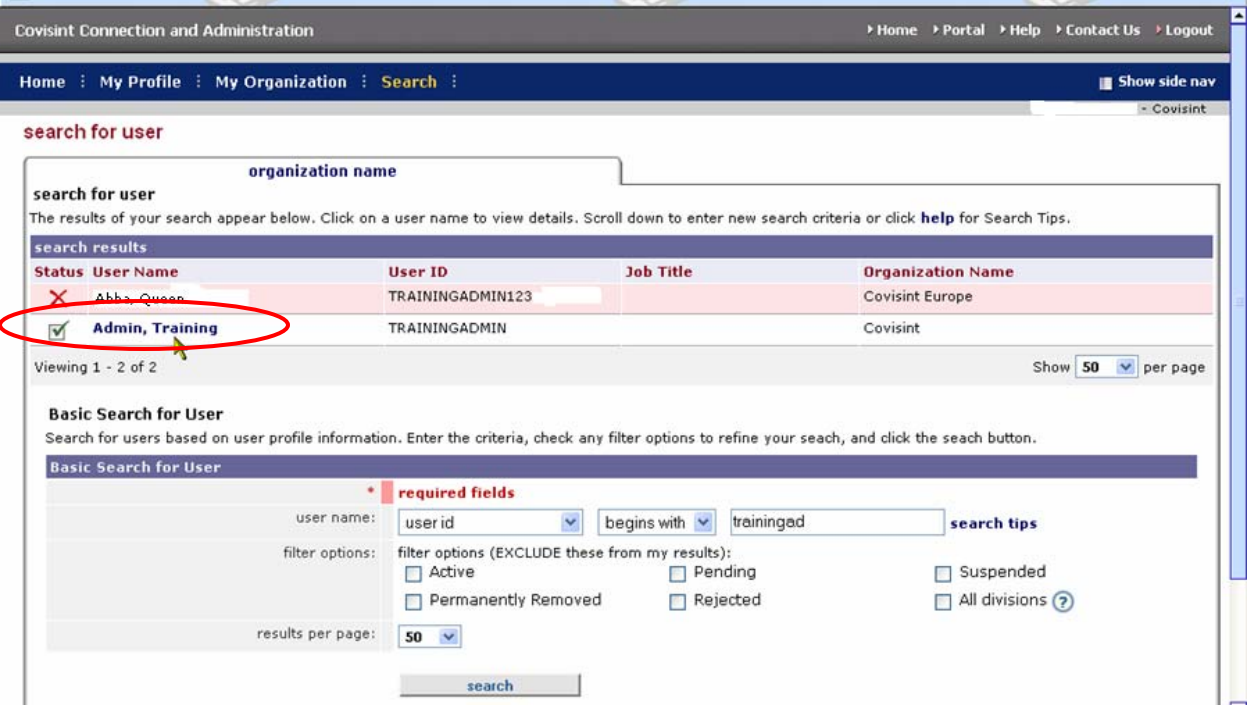 Covisint Connection and Administration Home Portal Help Contact Us Logout
Home My Profile My Organization Search Show side nav
- Covisint
search for user
organization name
search for user
The results of your search appear below. Click on a user name to view details. Scroll down to enter new search criteria or click help for Search Tips.
search results
Status User Name User ID Job Title Organization Name
Abba, Queen TRAININGADMIN123 Covisint Europe
Admin, Training TRAININGADMIN Covisint
Viewing 1 - 2 of 2 Show 50 per page
Basic Search for User
Search for users based on user profile information. Enter the criteria, check any filter options to refine your seach, and click the seach button.
Basic Search for User
* required fields
user name: user id begins with trainingad search tips
filter options: filter options (EXCLUDE these from my results):
Active Pending Suspended
Permanently Removed Rejected All divisions ?
results per page: 50
search